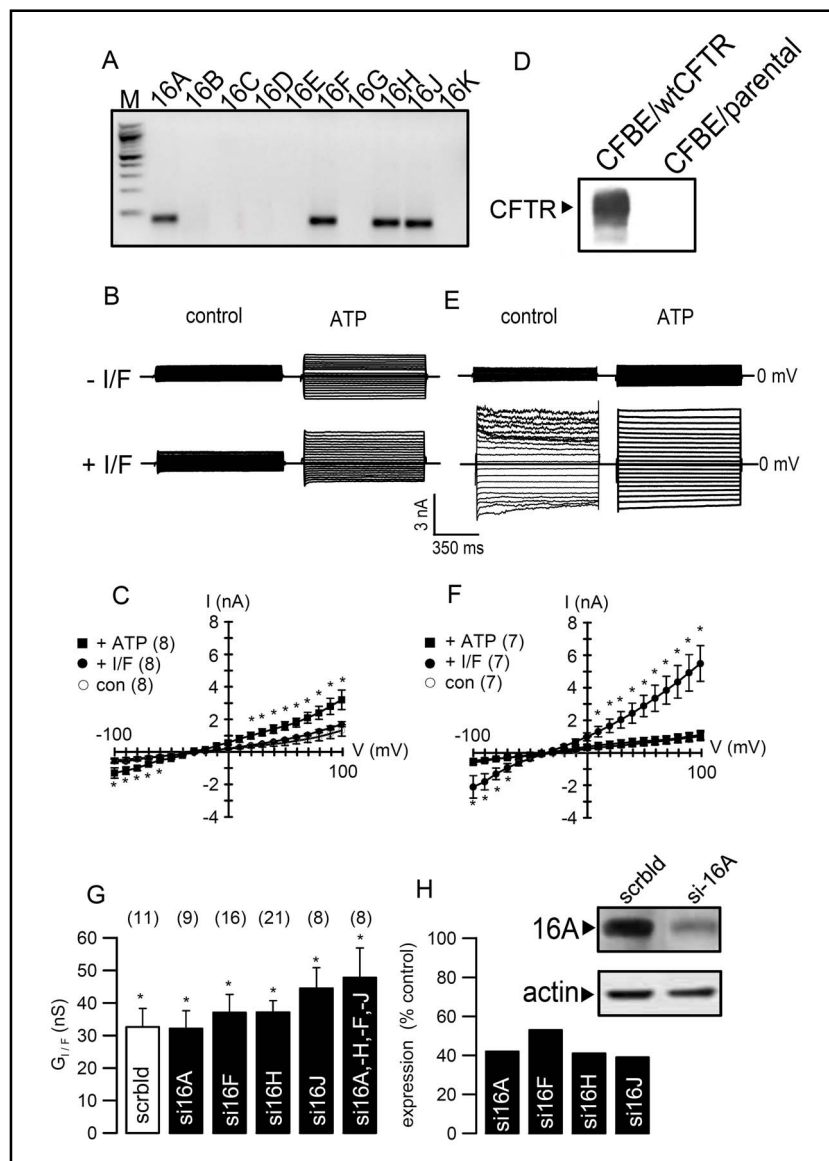 A
M 16A 16B 16C 16D 16E 16F 16G 16H 16J 16K
D
CFBE/wtCFTR CFBE/parental
CFTR
B
control ATP
- I/F
+ I/F
E
control ATP
0 mV
0 mV
3 nA
350 ms
C
I (nA)
+ ATP (8)
+ I/F (8)
con (8)
8
6
4
2
-100
V (mV)
100
-2
-4
* * * * * * * * *
* * * * *
F
I (nA)
+ ATP (7)
+ I/F (7)
con (7)
8
6
4
2
-100
V (mV)
100
-2
-4
* * * * * * * * * *
* * * *
G
(11) (9) (16) (21) (8) (8)
* * * * * *
60
50
40
30
20
10
0
G I/F (nS)
scrbld
si16A
si16F
si16H
si16J
si16A,-H,-F,-J
H
scrbld si-16A
16A
actin
100
80
60
40
20
0
expression (% control)
si16A
si16F
si16H
si16J